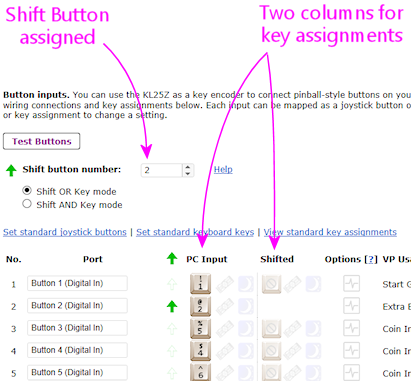 Shift Button
assigned
Two columns for
key assignments
Button inputs. You can use the KL25Z as a key encoder to connect pinball-style buttons on you
wiring connections and key assignments below. Each input can be mapped as a joystick button o
or key assignment to change a setting.
Test Buttons
Shift button number: 2 Help
Shift OR Key mode
Shift AND Key mode
Set standard joystick buttons | Set standard keyboard keys | View standard key assignments
No. Port PC Input Shifted Options [?] VP Usa
1 Button 1 (Digital In) ! 1 Start G
2 Button 2 (Digital In) @ 2 Extra B
3 Button 3 (Digital In) % 5 Coin In
4 Button 4 (Digital In) $ 4 Coin In
5 Button 5 (Digital In) ^ 6 Coin In